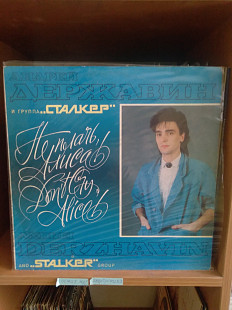 АНДРЕЙ
ДЕРЖАВИН
И ГРУППА „СТАЛКЕР"
Не плачь,
Алиса!
Don't Cry,
Alice!
DERZHAVIN
AND „STALKER" GROUP